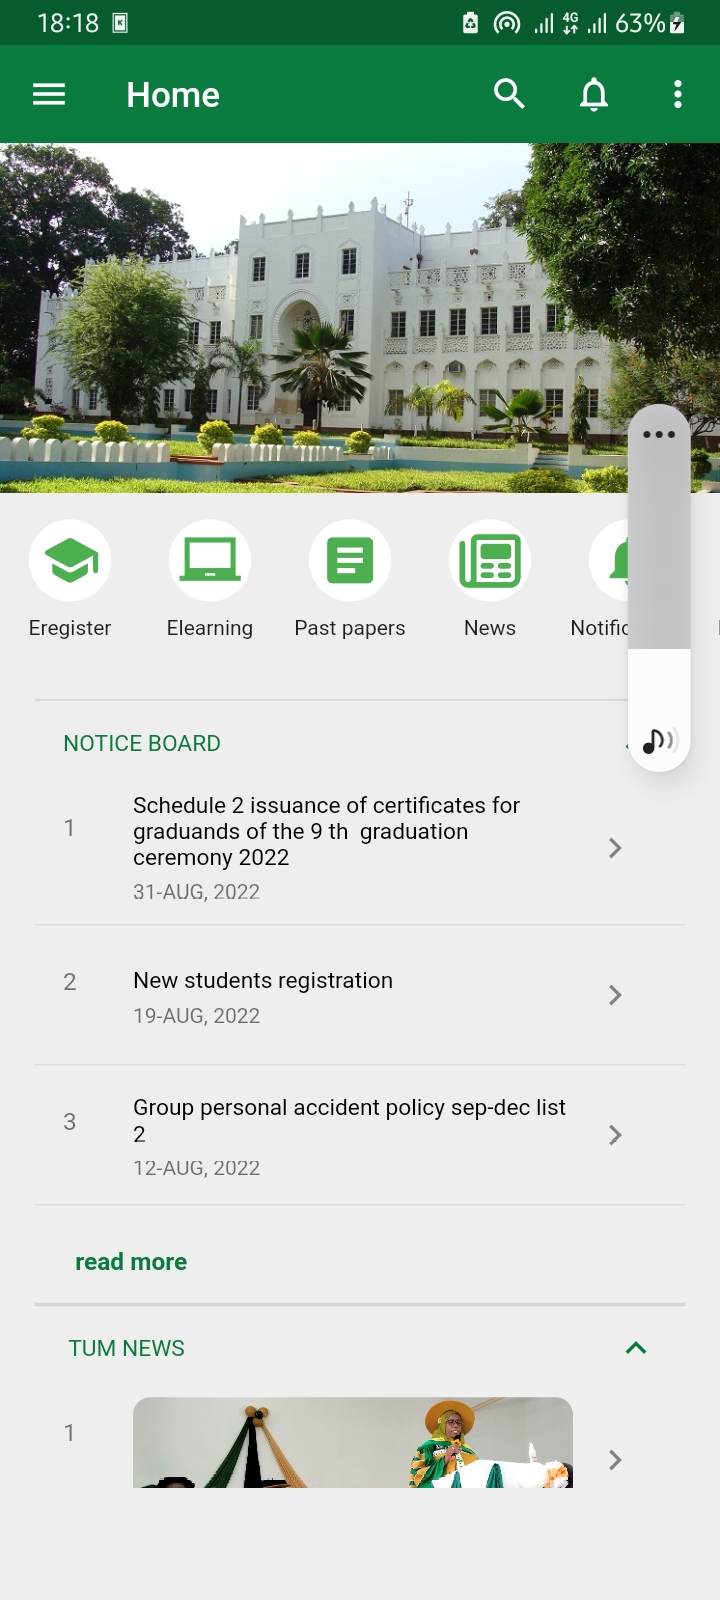 18:18
4G
63%
Home
Eregister
Elearning
Past papers
News
Notific
NOTICE BOARD
1
Schedule 2 issuance of certificates for
graduands of the 9 th  graduation
ceremony 2022
31-AUG, 2022
2
New students registration
19-AUG, 2022
3
Group personal accident policy sep-dec list
2
12-AUG, 2022
read more
TUM NEWS
1